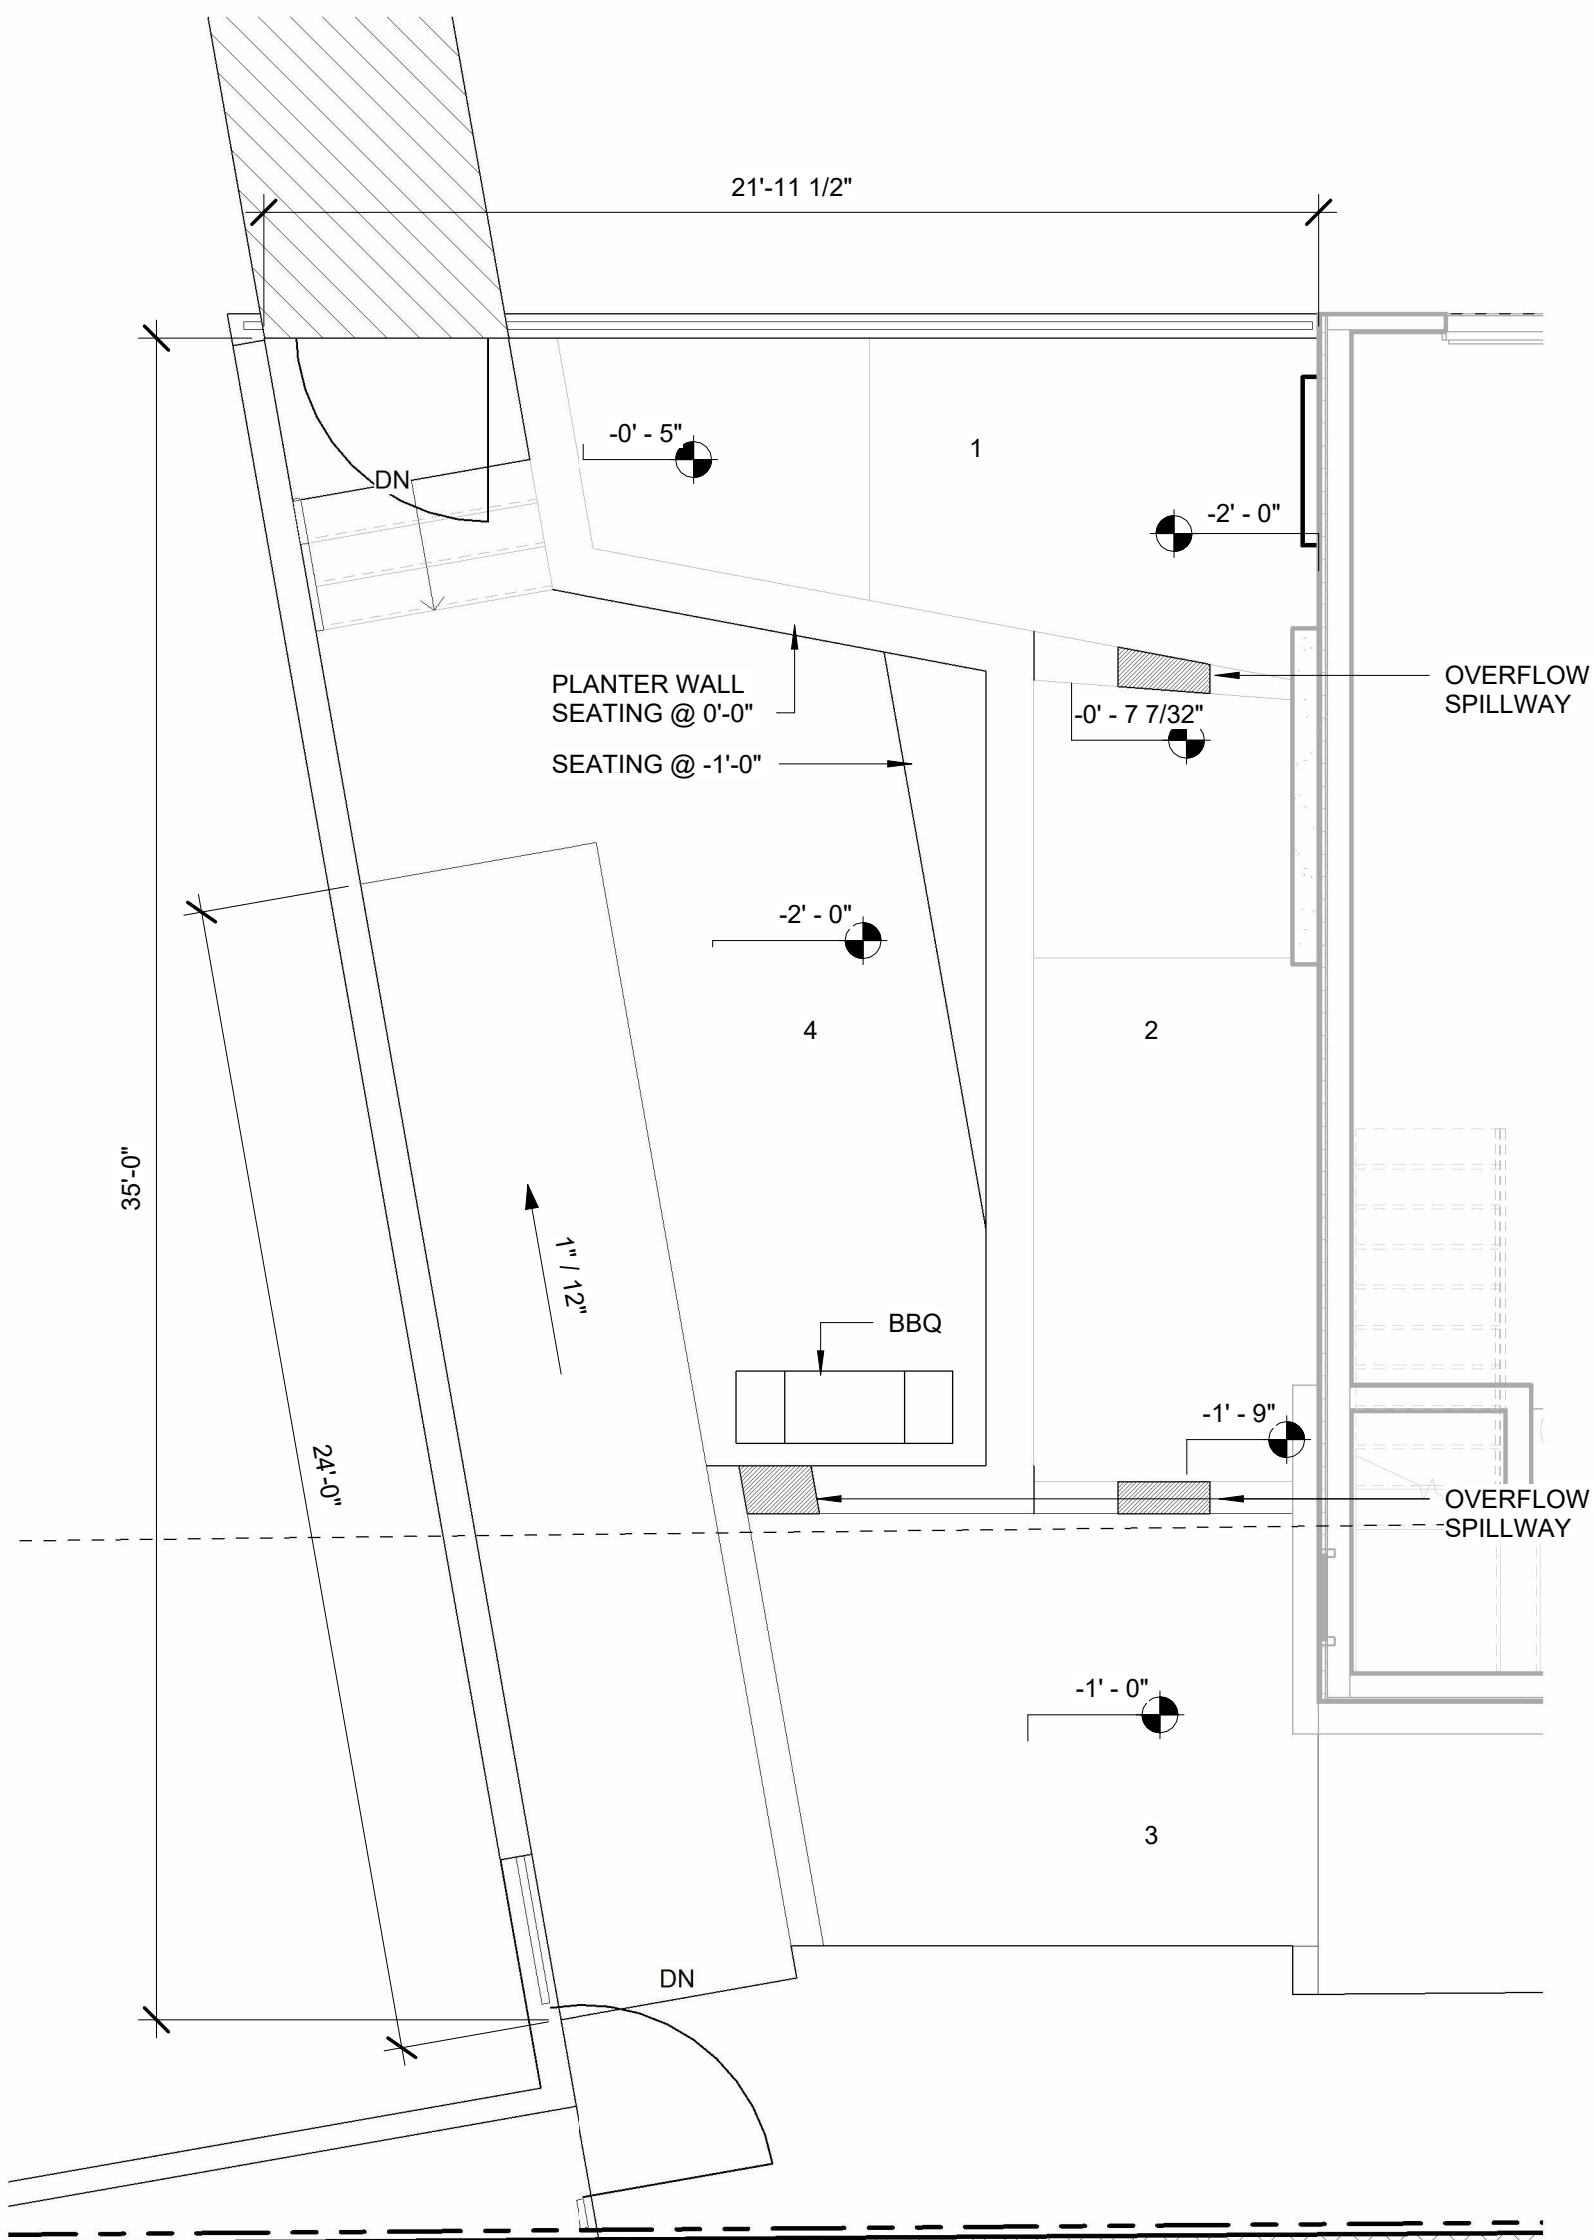 21'-11 1/2"
-0' - 5"
1
DN
-2' - 0"
PLANTER WALL
SEATING @ 0'-0"
OVERFLOW
SPILLWAY
-0' - 7 7/32"
SEATING @ -1'-0"
-2' - 0"
4
2
35'-0"
1" / 12"
BBQ
-1' - 9"
24'-0"
OVERFLOW
SPILLWAY
-1' - 0"
3
DN